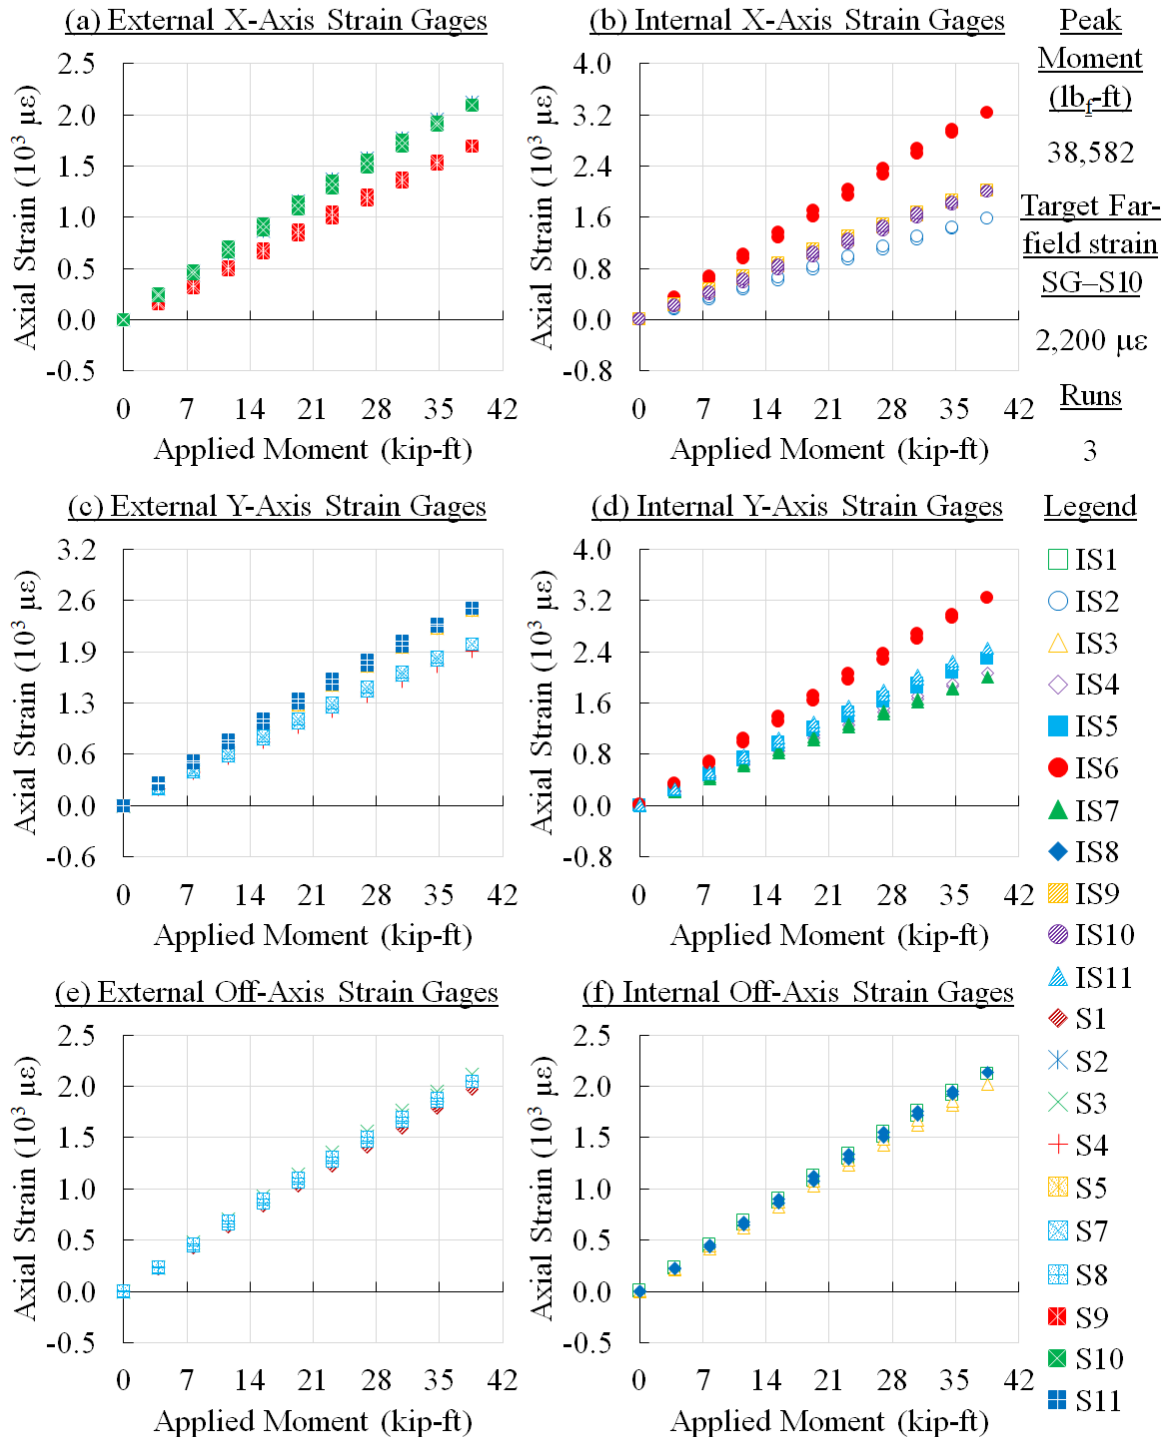 (a) External X-Axis Strain Gages
Axial Strain (10³ µε)
2.5
2.0
1.5
1.0
0.5
0.0
-0.5
0 7 14 21 28 35 42
Applied Moment (kip-ft)
(b) Internal X-Axis Strain Gages
Axial Strain (10³ µε)
4.0
3.2
2.4
1.6
0.8
0.0
-0.8
0 7 14 21 28 35 42
Applied Moment (kip-ft)
Peak
Moment
(lb_f-ft)
38,582
Target Far-
field strain
SG–S10
2,200 µε
Runs
3
(c) External Y-Axis Strain Gages
Axial Strain (10³ µε)
3.2
2.6
1.9
1.3
0.6
0.0
-0.6
0 7 14 21 28 35 42
Applied Moment (kip-ft)
(d) Internal Y-Axis Strain Gages
Axial Strain (10³ µε)
4.0
3.2
2.4
1.6
0.8
0.0
-0.8
0 7 14 21 28 35 42
Applied Moment (kip-ft)
(e) External Off-Axis Strain Gages
Axial Strain (10³ µε)
2.5
2.0
1.5
1.0
0.5
0.0
-0.5
0 7 14 21 28 35 42
Applied Moment (kip-ft)
(f) Internal Off-Axis Strain Gages
Axial Strain (10³ µε)
2.5
2.0
1.5
1.0
0.5
0.0
-0.5
0 7 14 21 28 35 42
Applied Moment (kip-ft)
Legend
IS1
IS2
IS3
IS4
IS5
IS6
IS7
IS8
IS9
IS10
IS11
S1
S2
S3
S4
S5
S7
S8
S9
S10
S11